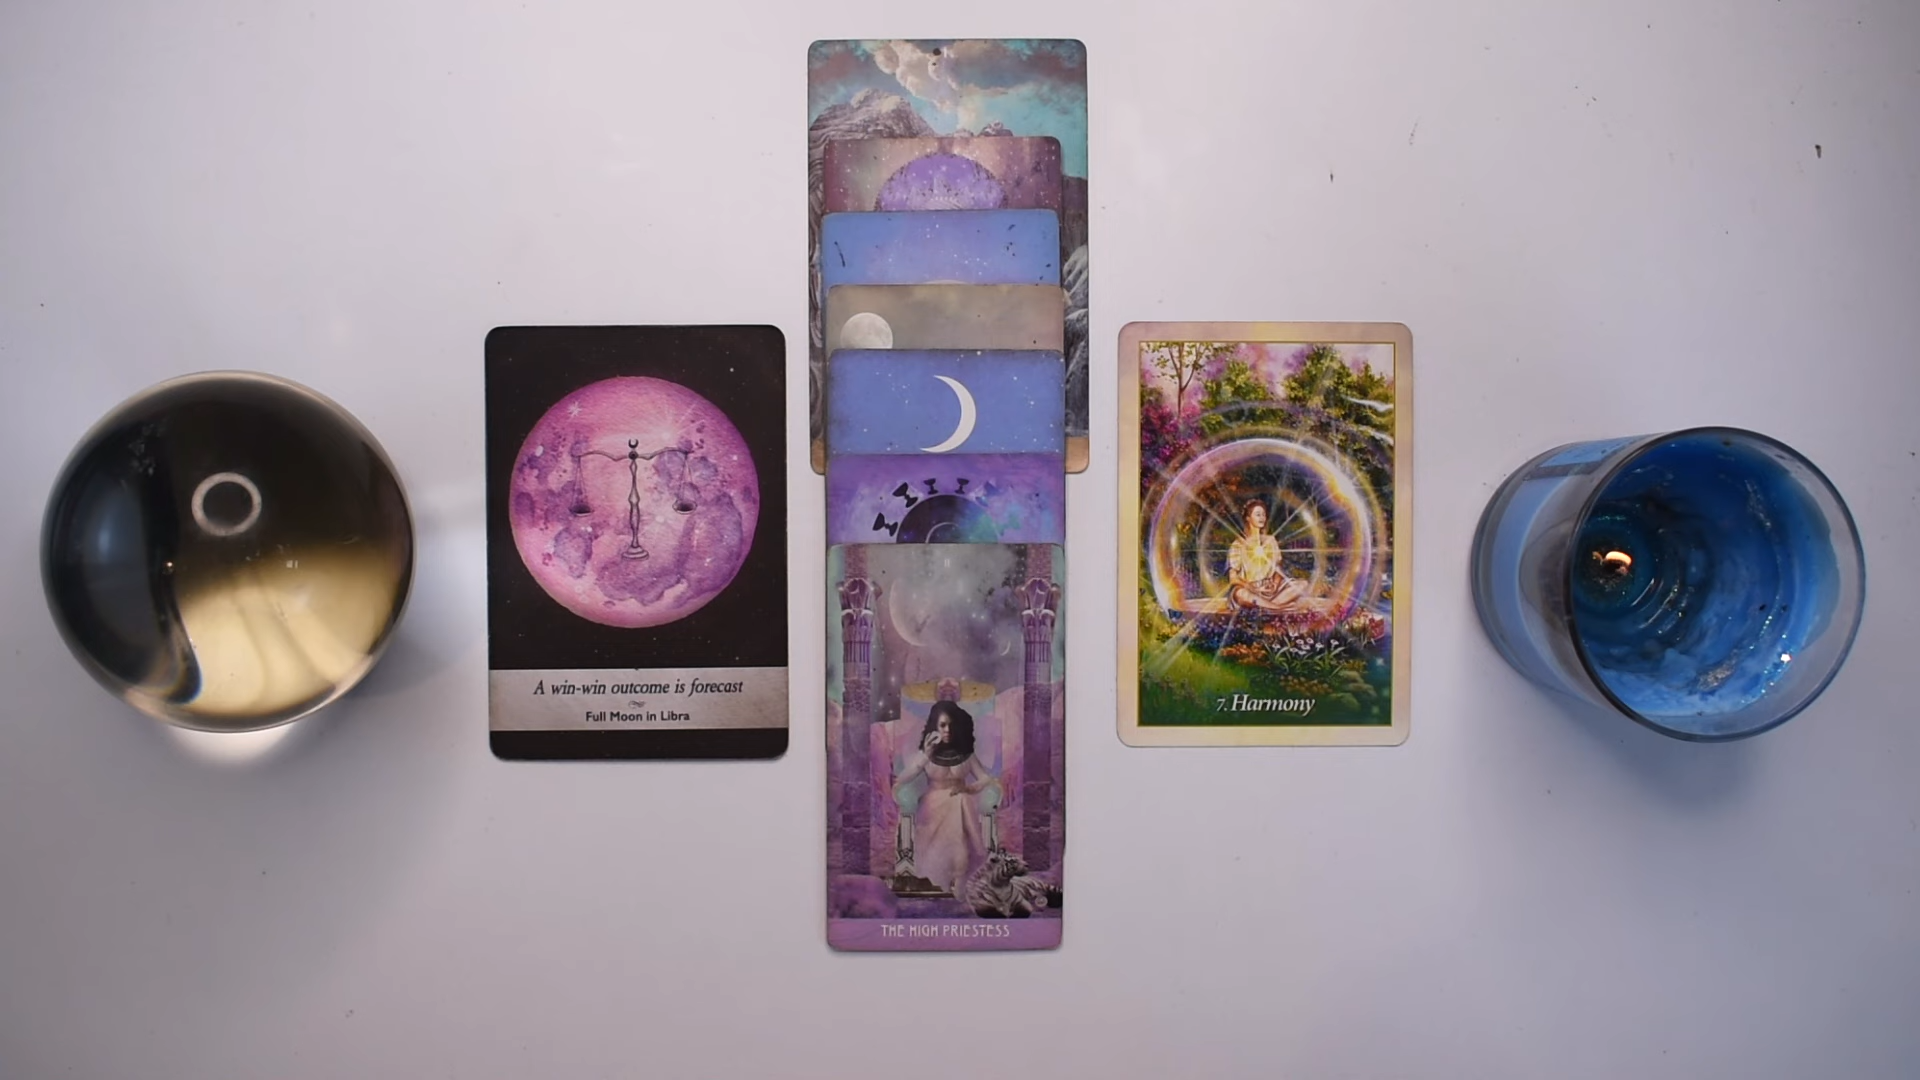 A win-win outcome is forecast
Full Moon in Libra
7. Harmony
THE HIGH PRIESTESS